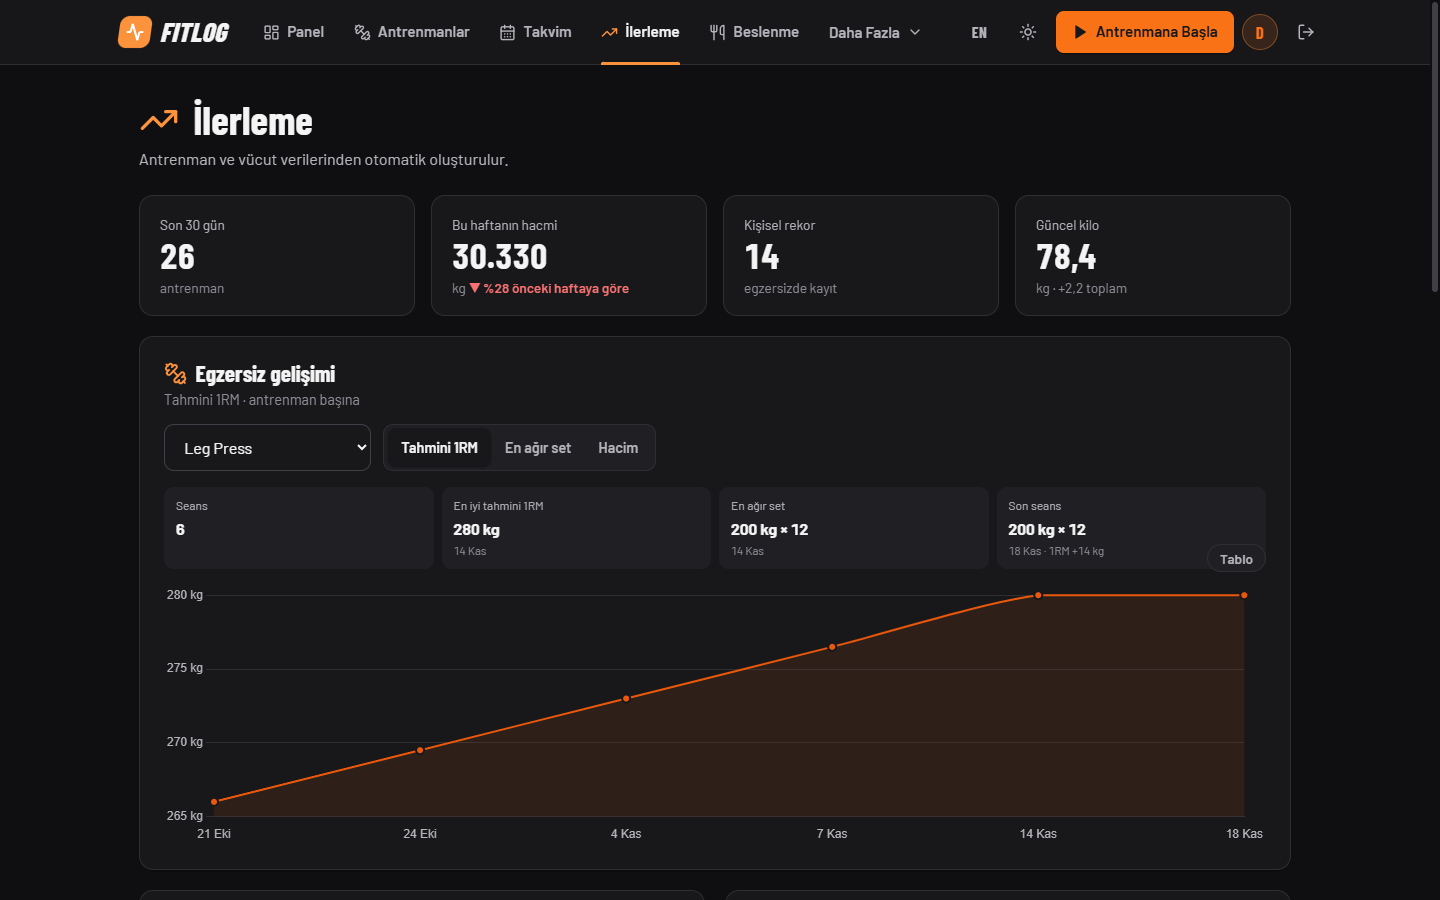 FITLOG
Panel
Antrenmanlar
Takvim
İlerleme
Beslenme
Daha Fazla
EN
Antrenmana Başla
D
İlerleme
Antrenman ve vücut verilerinden otomatik oluşturulur.
Son 30 gün
26
antrenman
Bu haftanın hacmi
30.330
kg ▼ %28 önceki haftaya göre
Kişisel rekor
14
egzersizde kayıt
Güncel kilo
78,4
kg · +2,2 toplam
Egzersiz gelişimi
Tahmini 1RM · antrenman başına
Leg Press
Tahmini 1RM
En ağır set
Hacim
Seans
6
En iyi tahmini 1RM
280 kg
14 Kas
En ağır set
200 kg × 12
14 Kas
Son seans
200 kg × 12
18 Kas · 1RM +14 kg
Tablo
280 kg
275 kg
270 kg
265 kg
21 Eki
24 Eki
4 Kas
7 Kas
14 Kas
18 Kas